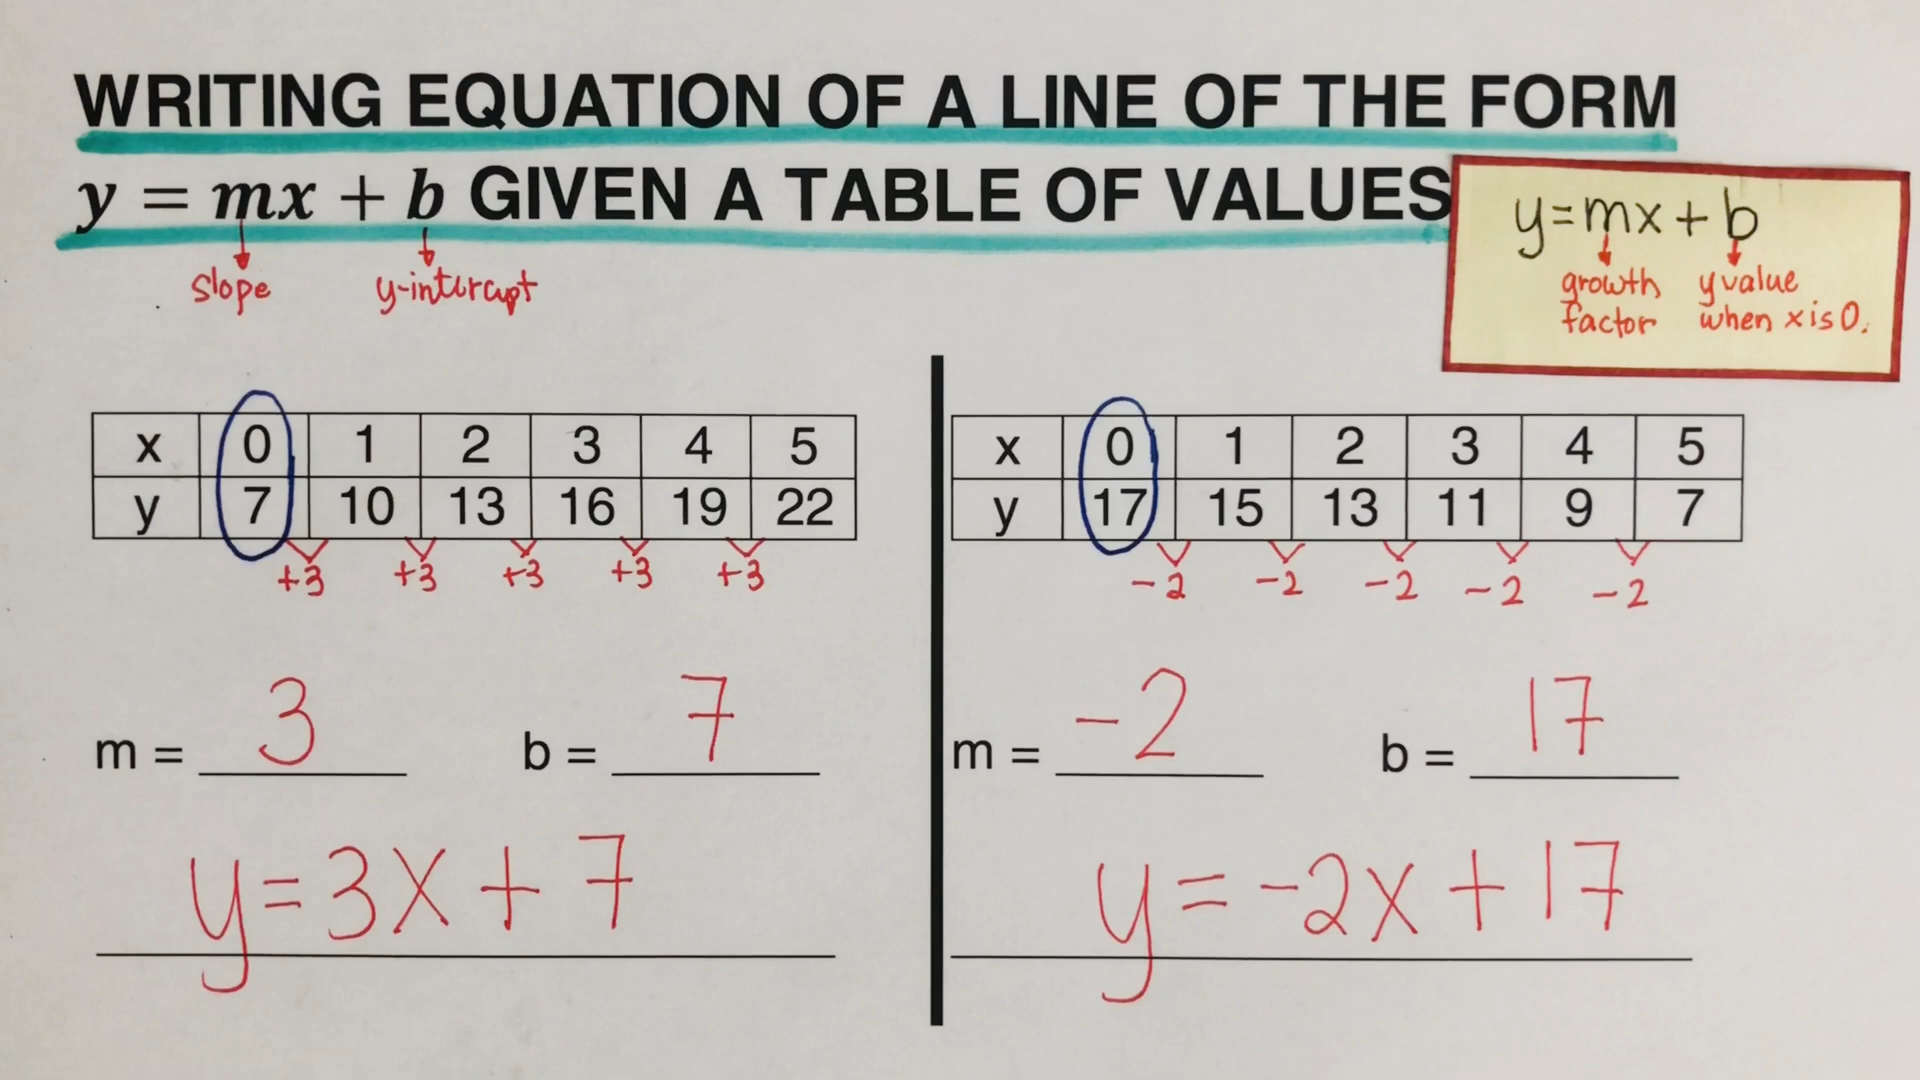 WRITING EQUATION OF A LINE OF THE FORM
y = mx + b GIVEN A TABLE OF VALUES
slope y-intercept
y=mx+b
growth y value
factor when x is 0.
x 0 1 2 3 4 5
y 7 10 13 16 19 22
+3 +3 +3 +3 +3
m = 3 b = 7
y=3x+7
x 0 1 2 3 4 5
y 17 15 13 11 9 7
-2 -2 -2 -2 -2
m = -2 b = 17
y=-2x+17